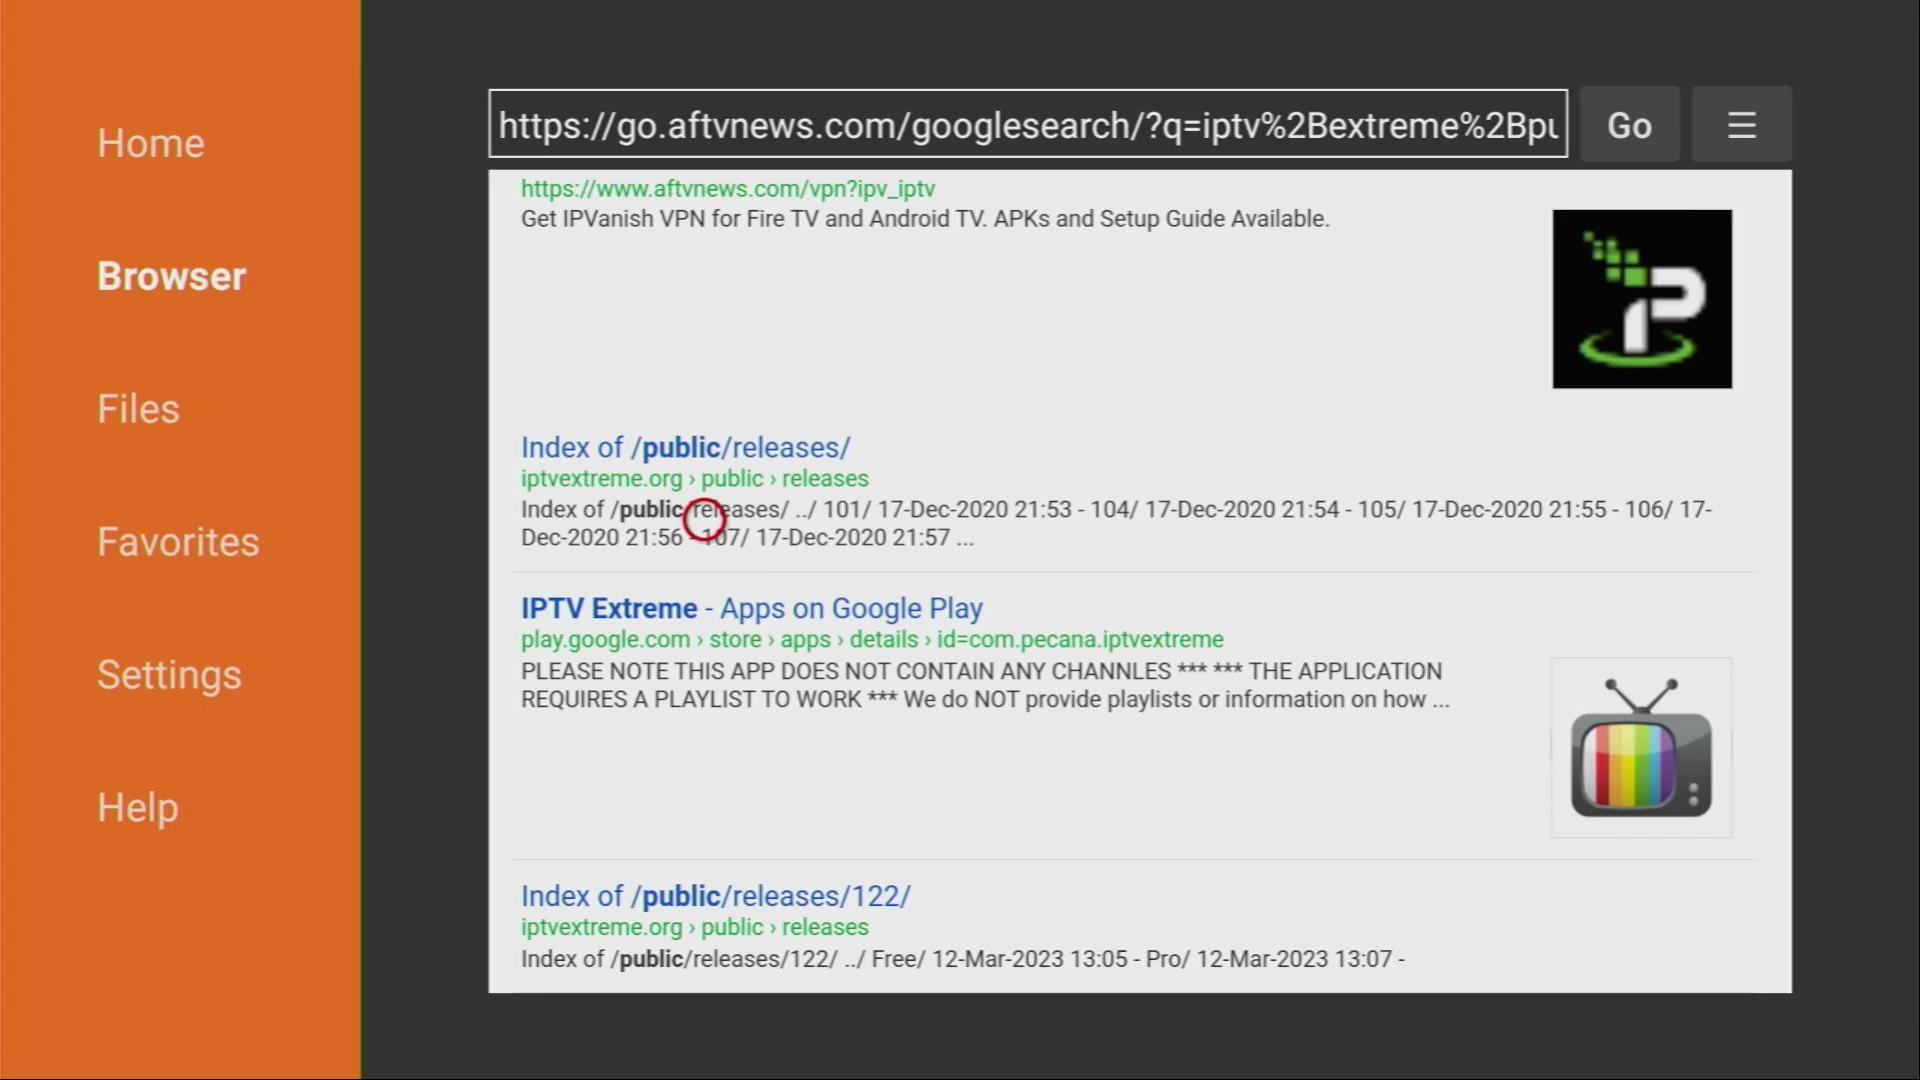 Home
Browser
Files
Favorites
Settings
Help
https://go.aftvnews.com/googlesearch/?q=iptv%2Bextreme%2Bpu
Go
https://www.aftvnews.com/vpn?ipv_iptv
Get IPVanish VPN for Fire TV and Android TV. APKs and Setup Guide Available.
Index of /public/releases/
iptvextreme.org › public › releases
Index of /public/releases/ ../ 101/ 17-Dec-2020 21:53 - 104/ 17-Dec-2020 21:54 - 105/ 17-Dec-2020 21:55 - 106/ 17-
Dec-2020 21:56 - 107/ 17-Dec-2020 21:57 ...
IPTV Extreme - Apps on Google Play
play.google.com › store › apps › details › id=com.pecana.iptvextreme
PLEASE NOTE THIS APP DOES NOT CONTAIN ANY CHANNLES *** *** THE APPLICATION
REQUIRES A PLAYLIST TO WORK *** We do NOT provide playlists or information on how ...
Index of /public/releases/122/
iptvextreme.org › public › releases
Index of /public/releases/122/ ../ Free/ 12-Mar-2023 13:05 - Pro/ 12-Mar-2023 13:07 -